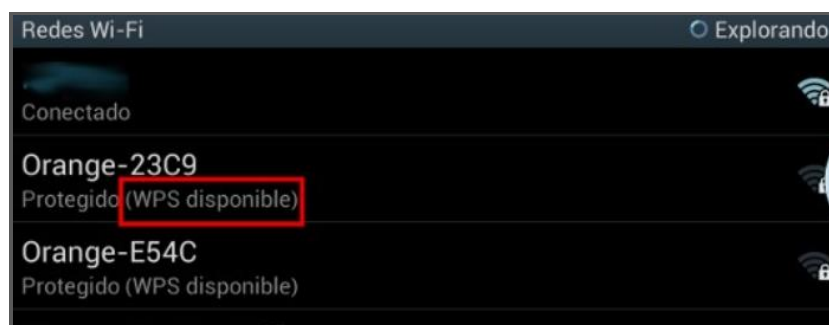 Redes Wi-Fi
Explorando
Conectado
Orange-23C9
Protegido (WPS disponible)
Orange-E54C
Protegido (WPS disponible)